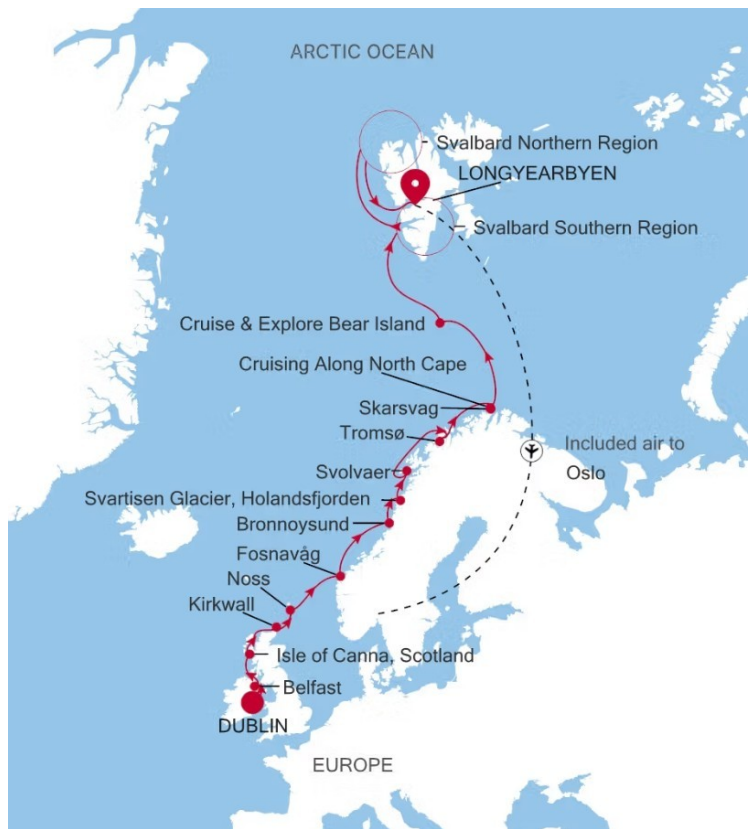 ARCTIC OCEAN
Svalbard Northern Region
LONGYEARBYEN
Svalbard Southern Region
Cruise & Explore Bear Island
Cruising Along North Cape
Skarsvag
Tromsø
Included air to
Oslo
Svolvaer
Svartisen Glacier, Holandsfjorden
Bronnoysund
Fosnavåg
Noss
Kirkwall
Isle of Canna, Scotland
Belfast
DUBLIN
EUROPE